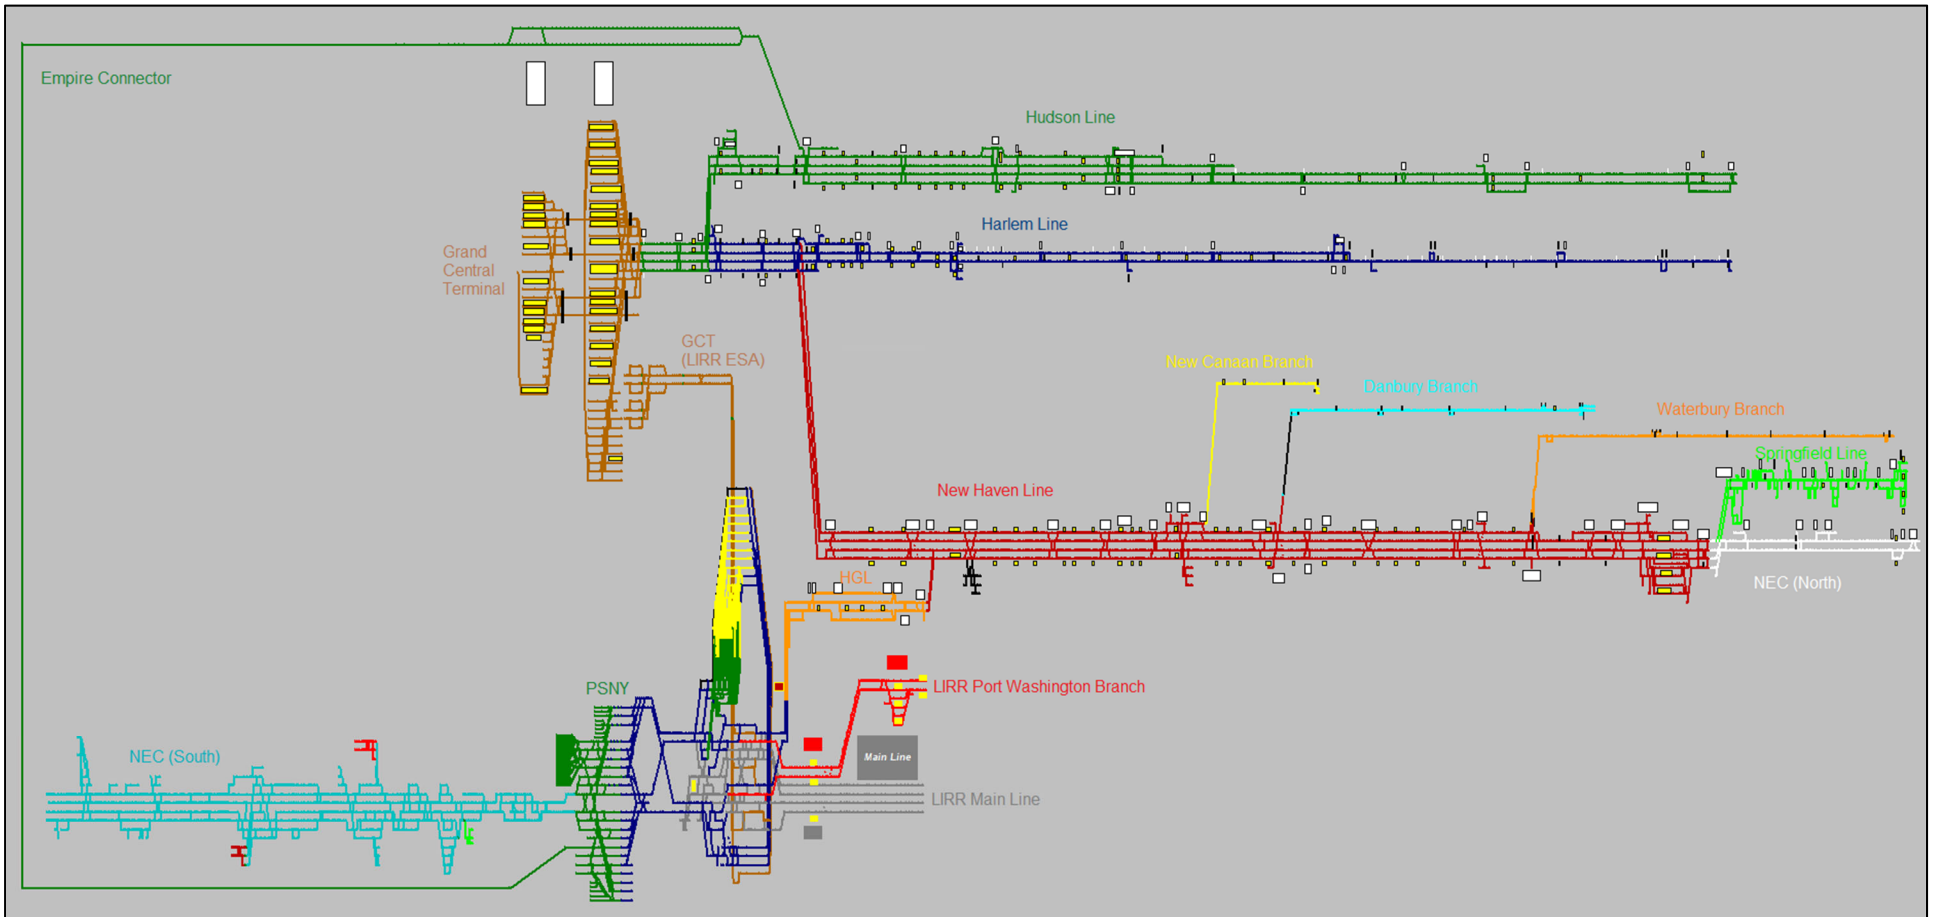 Empire Connector
Hudson Line
Harlem Line
Grand
Central
Terminal
GCT
(LIRR ESA)
New Canaan Branch
Danbury Branch
Waterbury Branch
Springfield Line
New Haven Line
HGL
NEC (North)
PSNY
LIRR Port Washington Branch
NEC (South)
Main Line
LIRR Main Line